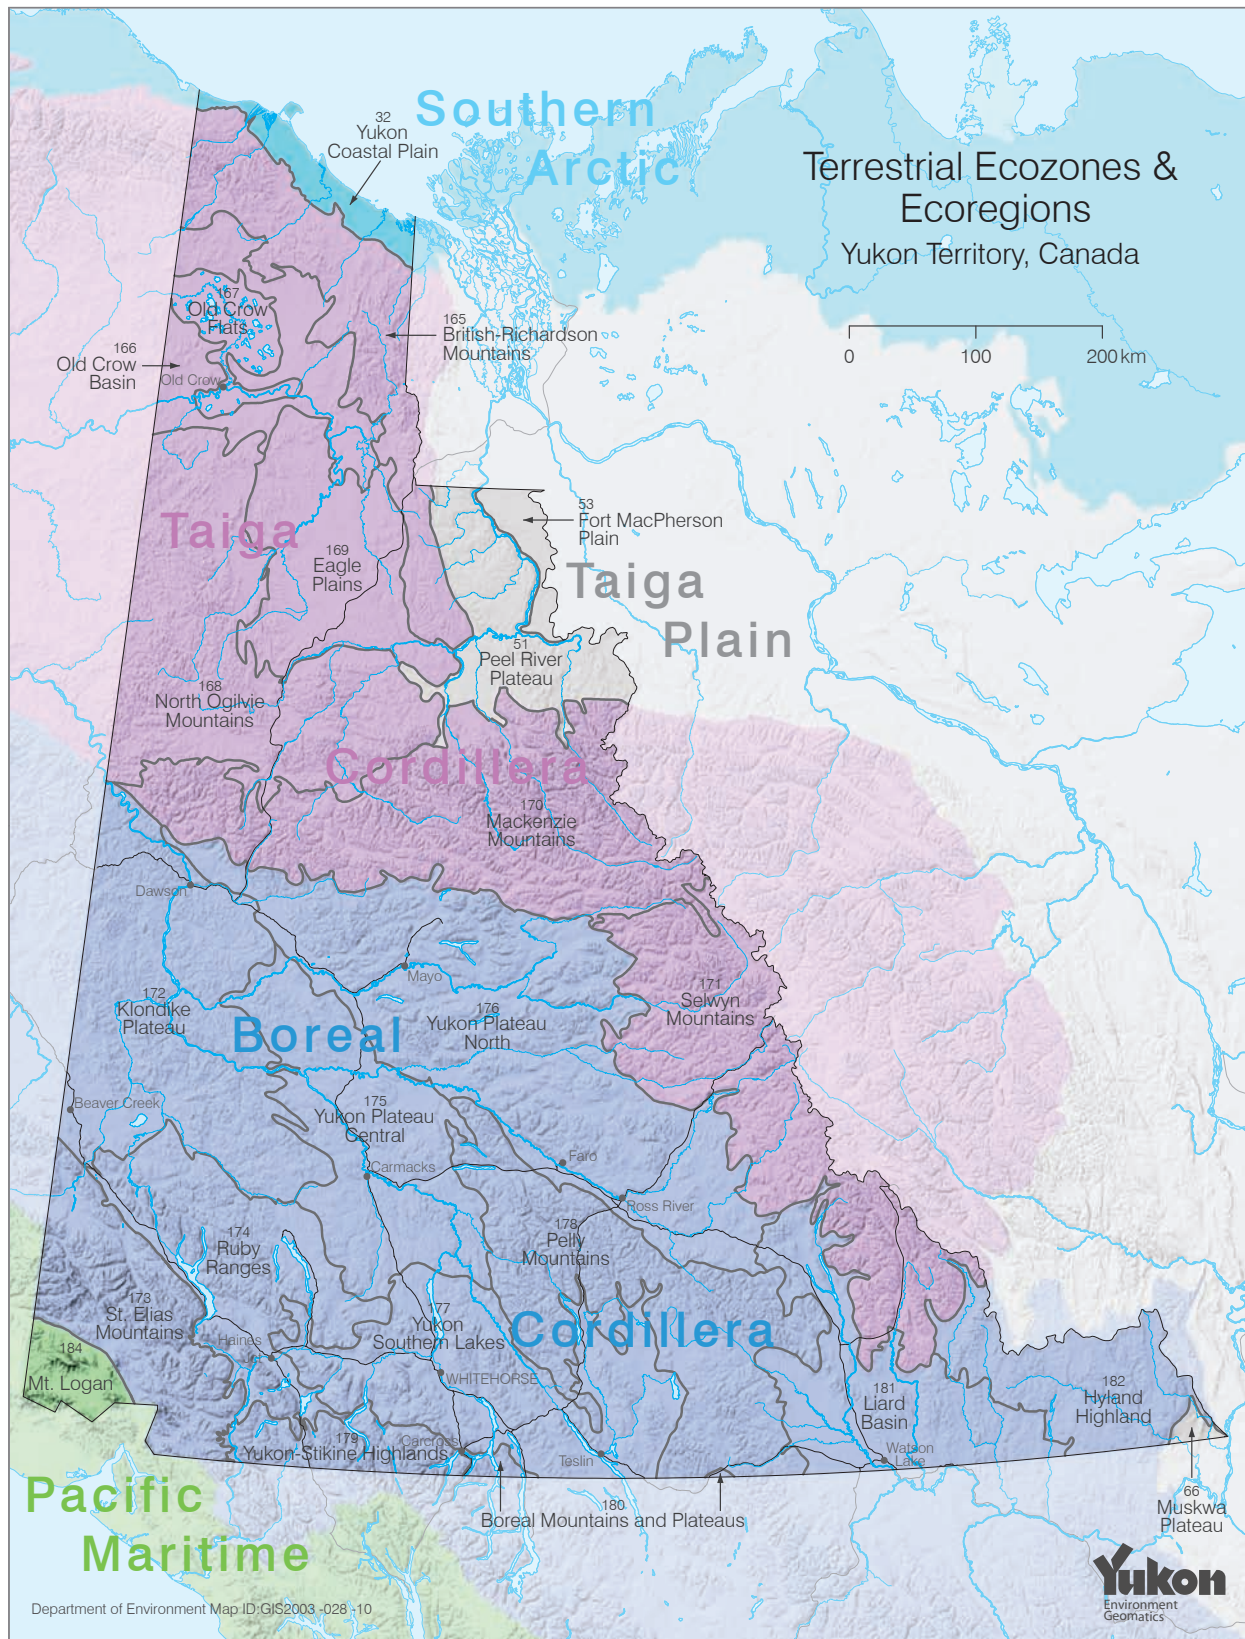 Southern
Arctic
32
Yukon
Coastal Plain
Terrestrial Ecozones &
Ecoregions
Yukon Territory, Canada
0 100 200 km
167
Old Crow
Flats
165
British-Richardson
Mountains
166
Old Crow
Basin
Old Crow
53
Fort MacPherson
Plain
Taiga
169
Eagle
Plains
Taiga
Plain
51
Peel River
Plateau
168
North Ogilvie
Mountains
Cordillera
170
Mackenzie
Mountains
Dawson
Mayo
172
Klondike
Plateau
Boreal
176
Yukon Plateau
North
171
Selwyn
Mountains
Beaver Creek
175
Yukon Plateau
Central
Carmacks
Faro
Ross River
174
Ruby
Ranges
178
Pelly
Mountains
173
St. Elias
Mountains
177
Yukon
Southern Lakes
Cordillera
Haines
Jct.
184
Mt. Logan
WHITEHORSE
181
Liard
Basin
182
Hyland
Highland
179
Yukon-Stikine Highlands
Carcross
Teslin
Watson
Lake
Pacific
Maritime
180
Boreal Mountains and Plateaus
66
Muskwa
Plateau
Yukon
Environment
Geomatics
Department of Environment Map ID:GIS2003 -028 -10